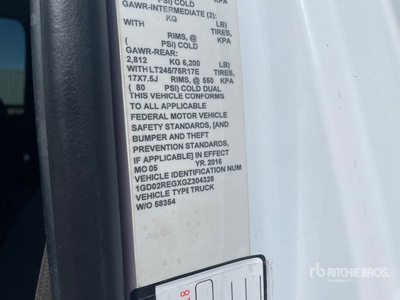 GAWR-INTERMEDIATE (2):
KG LB)
WITH TIRES,
RIMS, @ KPA
( PSI) COLD
GAWR-REAR:
2,812 KG 6,200 LB)
WITH LT245/75R17E TIRES,
17X7.5J RIMS, @ 550 KPA
( 80 PSI) COLD DUAL
THIS VEHICLE CONFORMS
TO ALL APPLICABLE
FEDERAL MOTOR VEHICLE
SAFETY STANDARDS, [AND
BUMPER AND THEFT
PREVENTION STANDARDS,
IF APPLICABLE] IN EFFECT
MO 05 YR. 2016
VEHICLE IDENTIFICATION NUM
1GD02REGXGZ304328
VEHICLE TYPE TRUCK
W/O 58354
rb RITCHIE BROS.